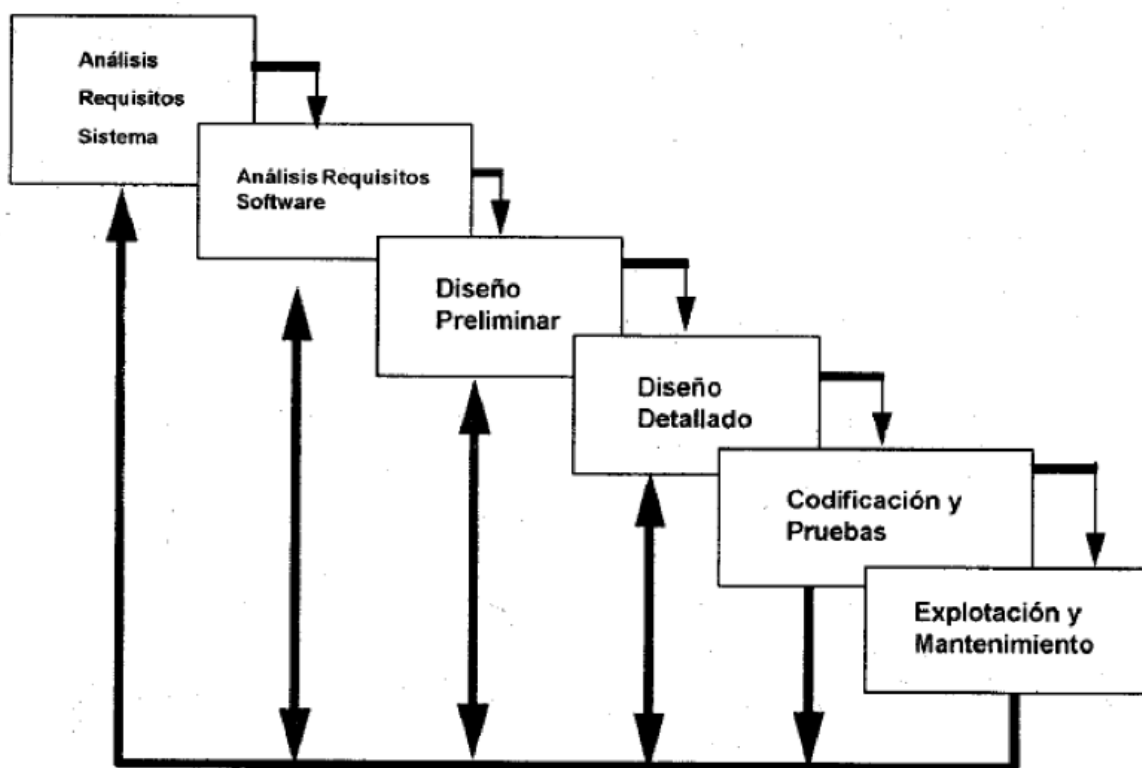 Análisis
Requisitos
Sistema
Análisis Requisitos
Software
Diseño
Preliminar
Diseño
Detallado
Codificación y
Pruebas
Explotación y
Mantenimiento